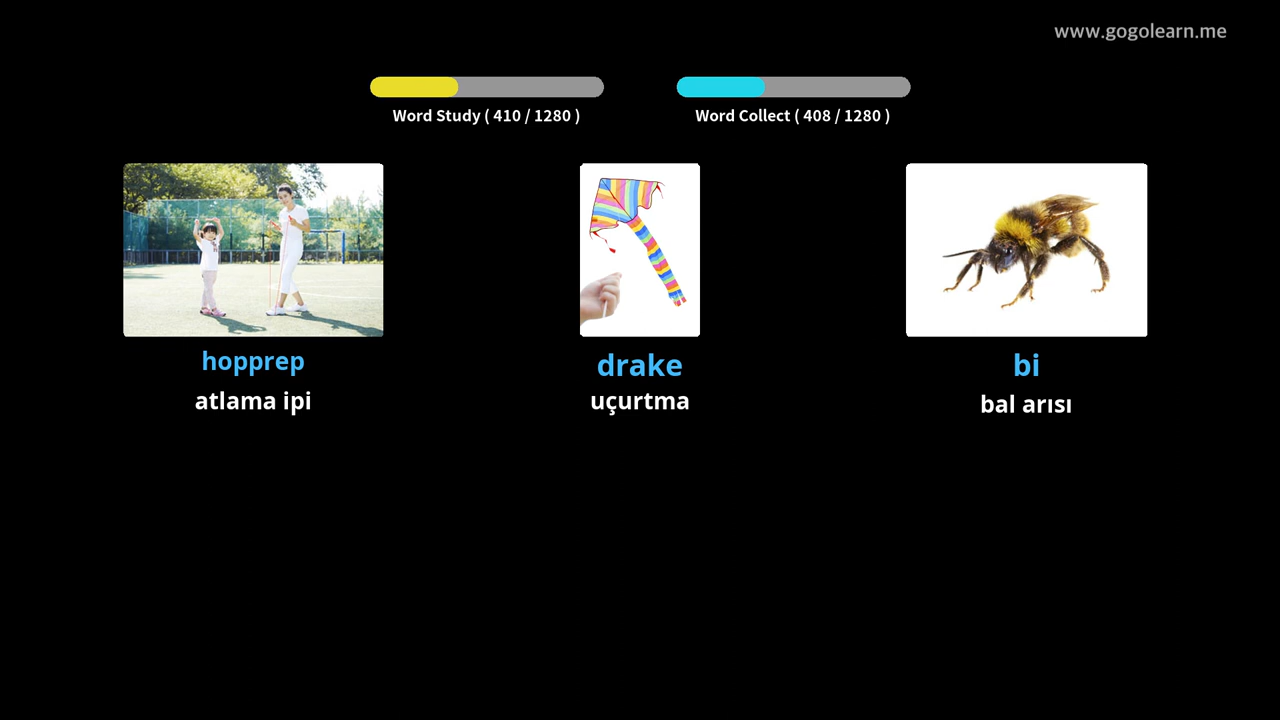 www.gogolearn.me
Word Study ( 410 / 1280 )
Word Collect ( 408 / 1280 )
hopprep
atlama ipi
drake
uçurtma
bi
bal arısı